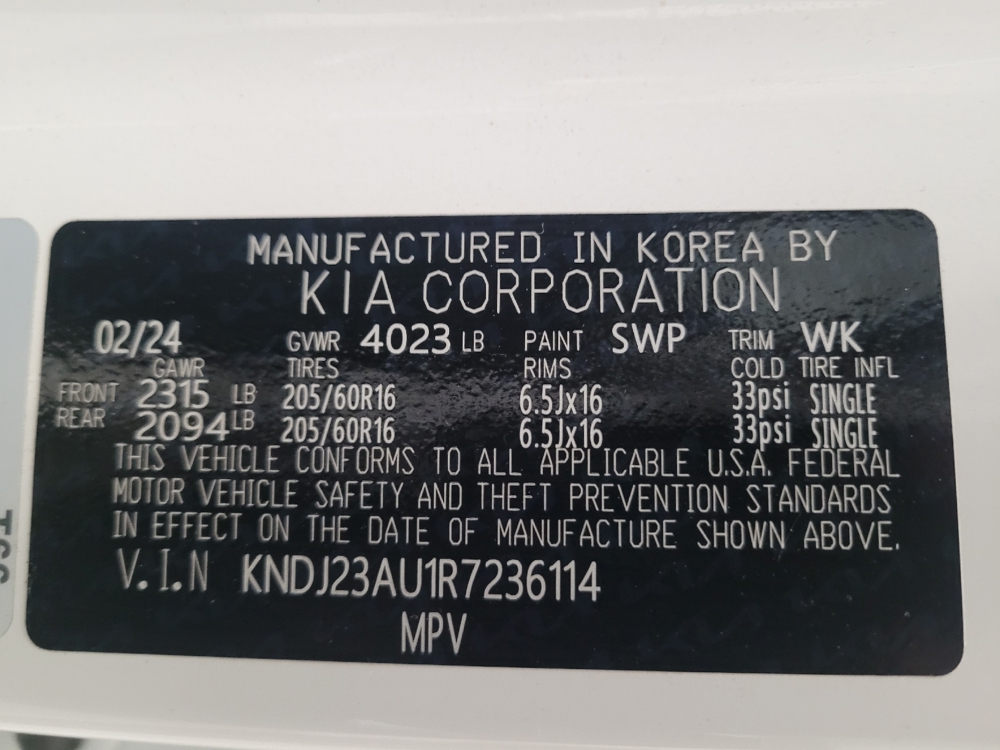 MANUFACTURED IN KOREA BY
KIA CORPORATION
02/24 GVWR 4023 LB PAINT SWP TRIM WK
GAWR TIRES RIMS COLD TIRE INFL
FRONT 2315 LB 205/60R16 6.5Jx16 33psi SINGLE
REAR 2094 LB 205/60R16 6.5Jx16 33psi SINGLE
THIS VEHICLE CONFORMS TO ALL APPLICABLE U.S.A. FEDERAL
MOTOR VEHICLE SAFETY AND THEFT PREVENTION STANDARDS
IN EFFECT ON THE DATE OF MANUFACTURE SHOWN ABOVE.
V.I.N KNDJ23AU1R7236114
MPV